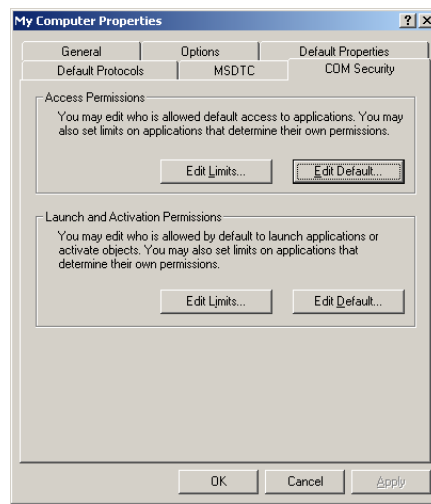 My Computer Properties
General Options Default Properties
Default Protocols MSDTC COM Security
Access Permissions
You may edit who is allowed default access to applications. You may
also set limits on applications that determine their own permissions.
Edit Limits... Edit Default...
Launch and Activation Permissions
You may edit who is allowed by default to launch applications or
activate objects. You may also set limits on applications that
determine their own permissions.
Edit Limits... Edit Default...
OK Cancel Apply